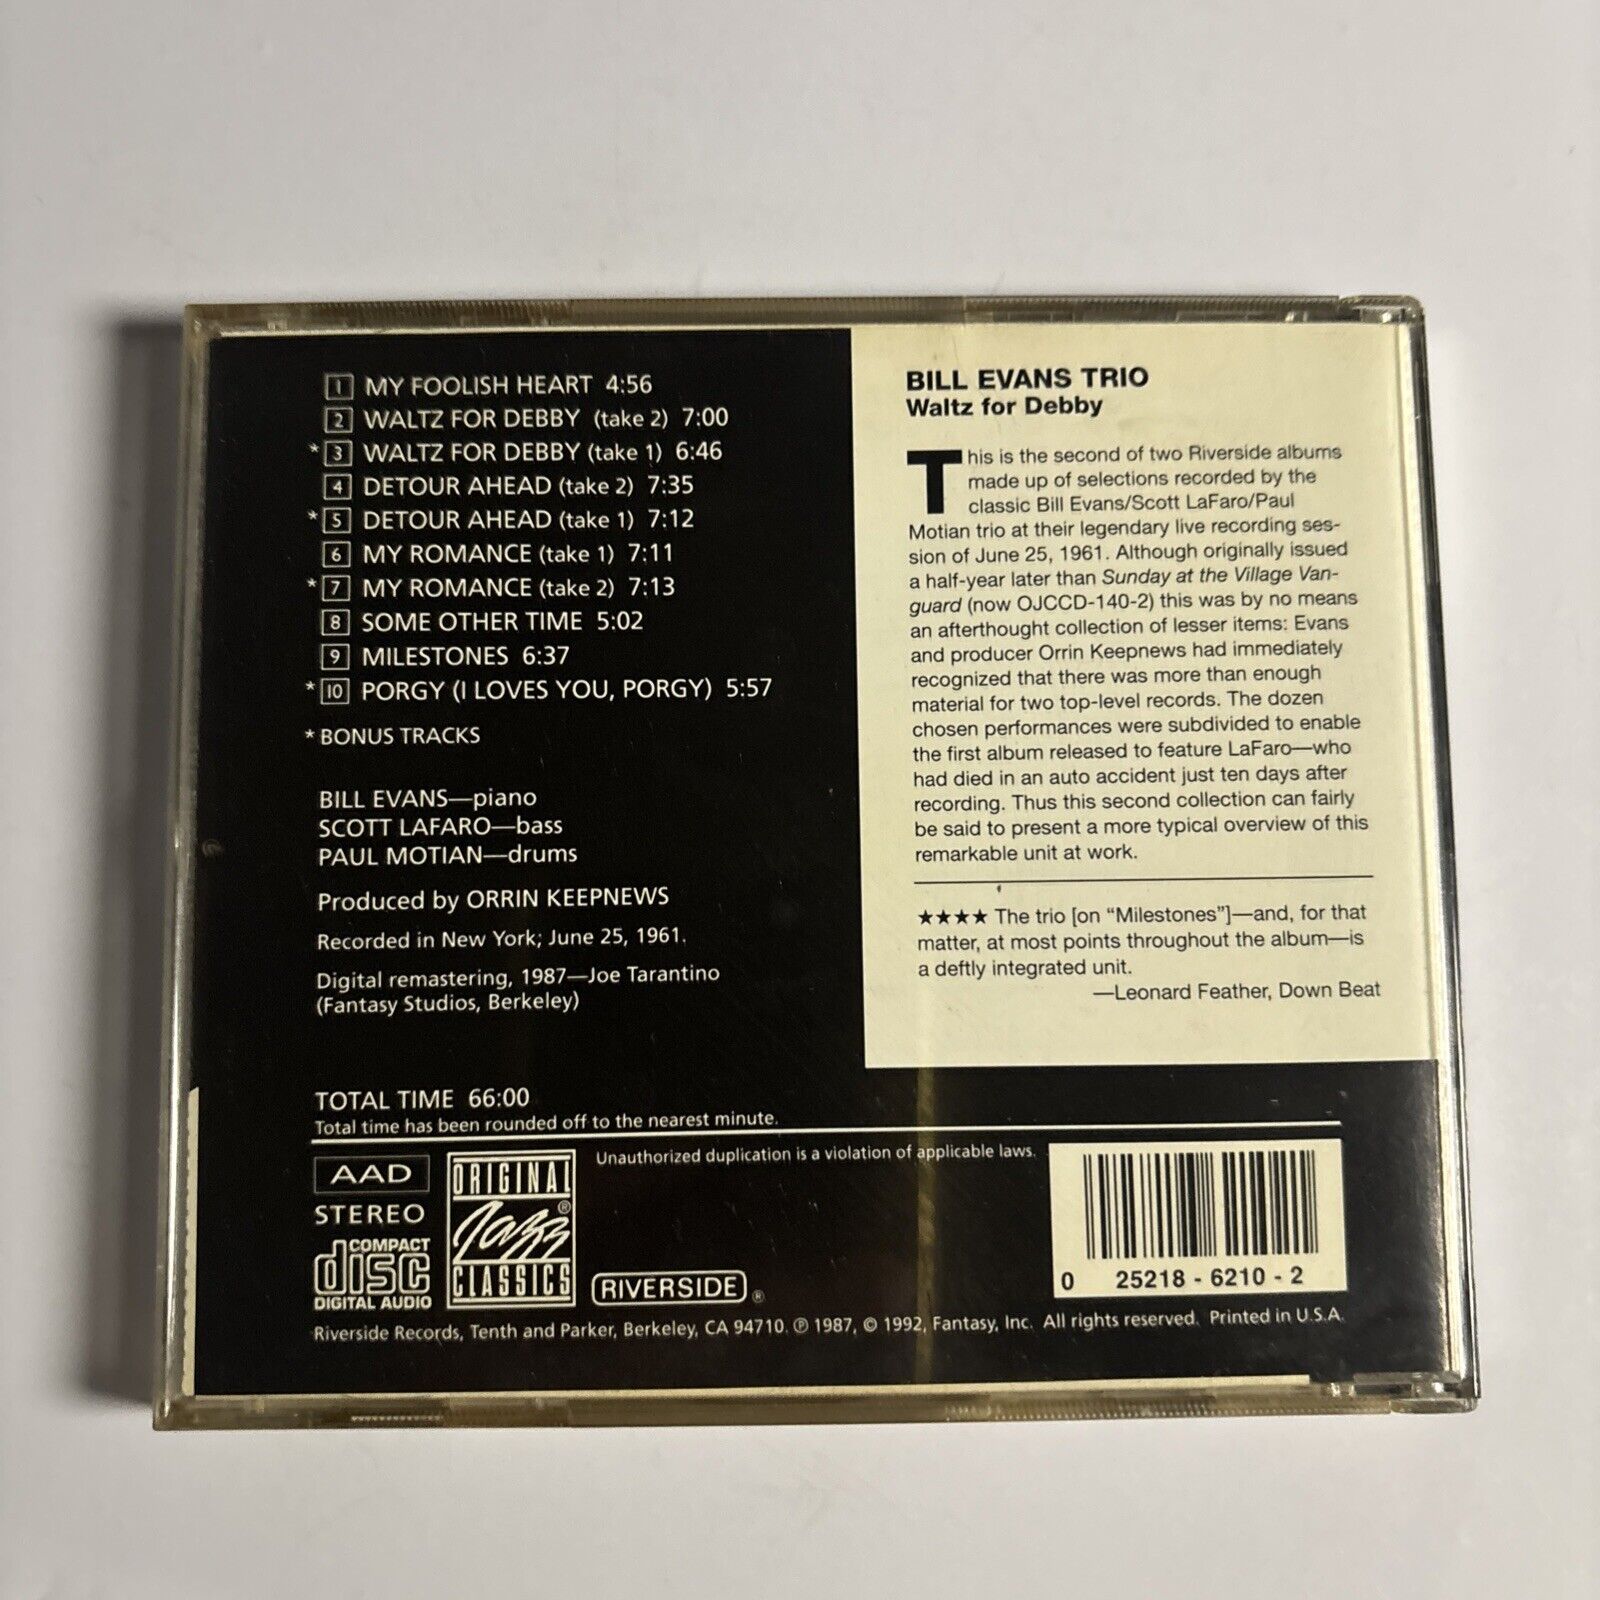 1 MY FOOLISH HEART 4:56
2 WALTZ FOR DEBBY (take 2) 7:00
* 3 WALTZ FOR DEBBY (take 1) 6:46
4 DETOUR AHEAD (take 2) 7:35
* 5 DETOUR AHEAD (take 1) 7:12
6 MY ROMANCE (take 1) 7:11
* 7 MY ROMANCE (take 2) 7:13
8 SOME OTHER TIME 5:02
9 MILESTONES 6:37
* 10 PORGY (I LOVES YOU, PORGY) 5:57
* BONUS TRACKS
BILL EVANS—piano
SCOTT LAFARO—bass
PAUL MOTIAN—drums
Produced by ORRIN KEEPNEWS
Recorded in New York; June 25, 1961.
Digital remastering, 1987—Joe Tarantino
(Fantasy Studios, Berkeley)
BILL EVANS TRIO
Waltz for Debby
This is the second of two Riverside albums
made up of selections recorded by the
classic Bill Evans/Scott LaFaro/Paul
Motian trio at their legendary live recording ses-
sion of June 25, 1961. Although originally issued
a half-year later than Sunday at the Village Van-
guard (now OJCCD-140-2) this was by no means
an afterthought collection of lesser items: Evans
and producer Orrin Keepnews had immediately
recognized that there was more than enough
material for two top-level records. The dozen
chosen performances were subdivided to enable
the first album released to feature LaFaro—who
had died in an auto accident just ten days after
recording. Thus this second collection can fairly
be said to present a more typical overview of this
remarkable unit at work.
★★★★ The trio [on “Milestones”]—and, for that
matter, at most points throughout the album—is
a deftly integrated unit.
—Leonard Feather, Down Beat
TOTAL TIME 66:00
Total time has been rounded off to the nearest minute.
AAD
STEREO
COMPACT
disc
DIGITAL AUDIO
ORIGINAL
Jazz ®
CLASSICS
Unauthorized duplication is a violation of applicable laws.
RIVERSIDE ®
0 25218 - 6210 - 2
Riverside Records, Tenth and Parker, Berkeley, CA 94710. ℗ 1987, © 1992, Fantasy, Inc. All rights reserved. Printed in U.S.A.